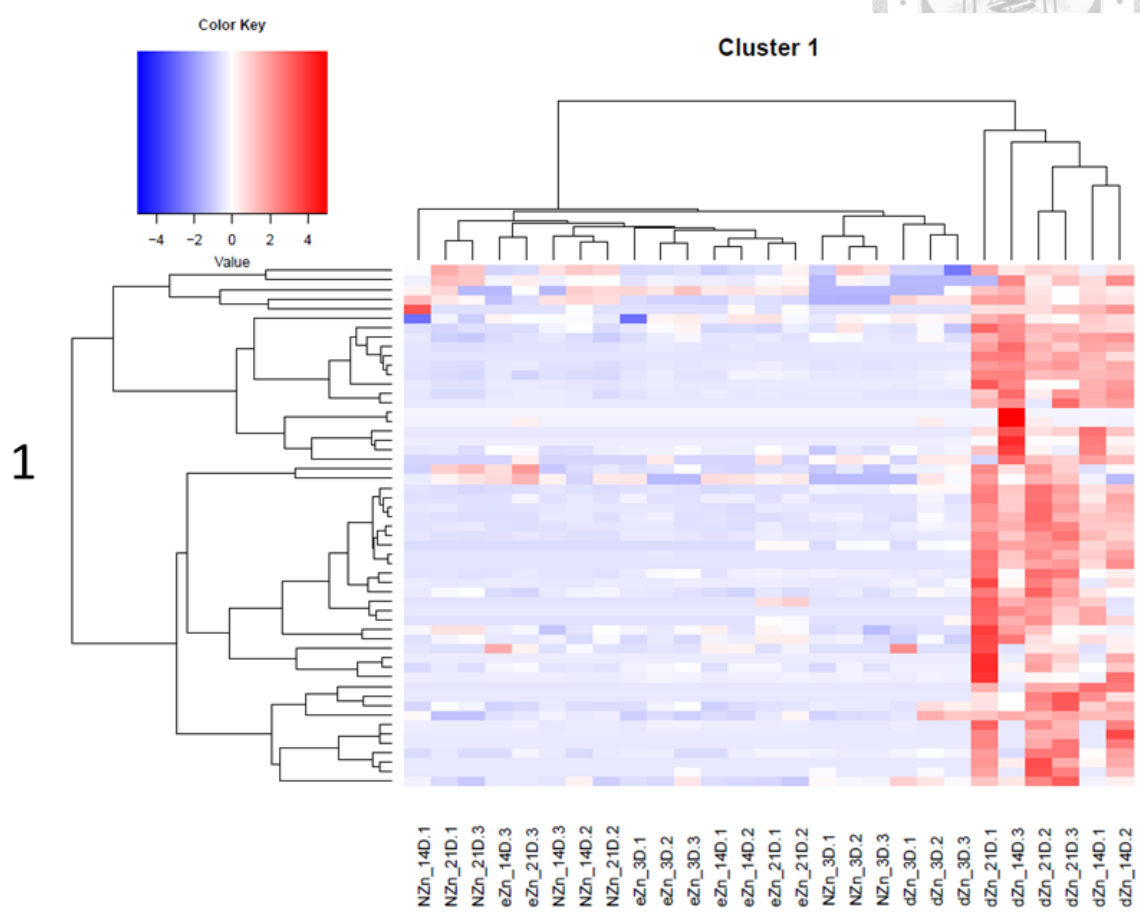 Color Key
Cluster 1
−4 −2 0 2 4
Value
1
NZn_14D.1
NZn_21D.1
NZn_21D.3
eZn_14D.3
eZn_21D.3
NZn_14D.3
NZn_14D.2
NZn_21D.2
eZn_3D.1
eZn_3D.2
eZn_3D.3
eZn_14D.1
eZn_14D.2
eZn_21D.1
eZn_21D.2
NZn_3D.1
NZn_3D.2
NZn_3D.3
dZn_3D.1
dZn_3D.2
dZn_3D.3
dZn_21D.1
dZn_14D.3
dZn_21D.2
dZn_21D.3
dZn_14D.1
dZn_14D.2